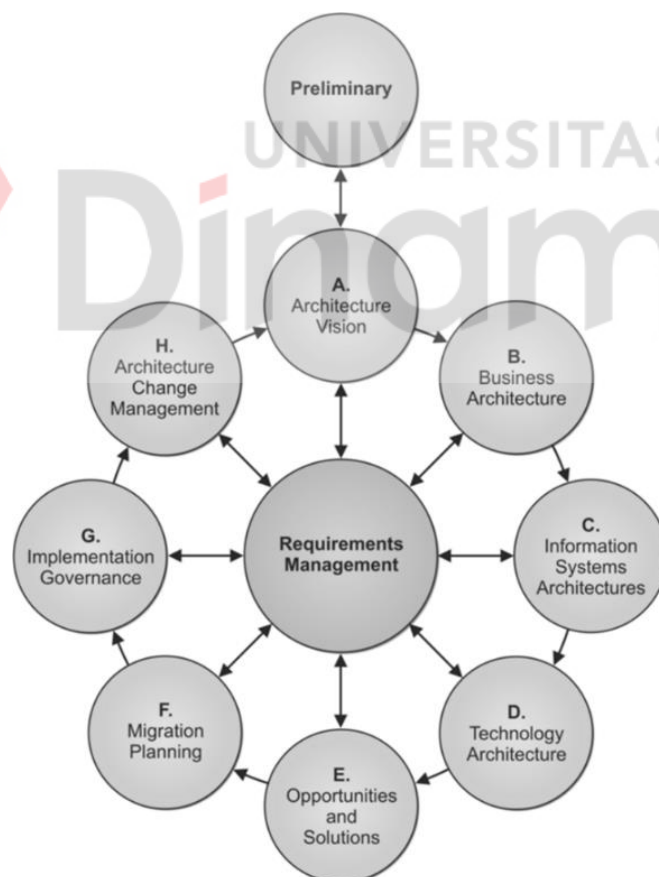 Preliminary
UNIVERSITAS
Dinam
A.
Architecture
Vision
B.
Business
Architecture
C.
Information
Systems
Architectures
D.
Technology
Architecture
E.
Opportunities
and
Solutions
F.
Migration
Planning
G.
Implementation
Governance
H.
Architecture
Change
Management
Requirements
Management